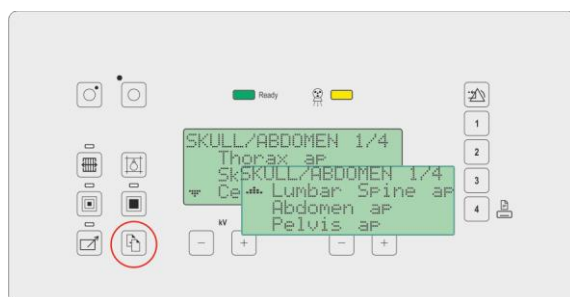 Ready
1
SKULL/ABDOMEN 1/4
Thorax ap
2
Sk
SKULL/ABDOMEN 1/4
Ce
Lumbar Spine ap
3
Abdomen ap
4
kV
Pelvis ap
- +
- +